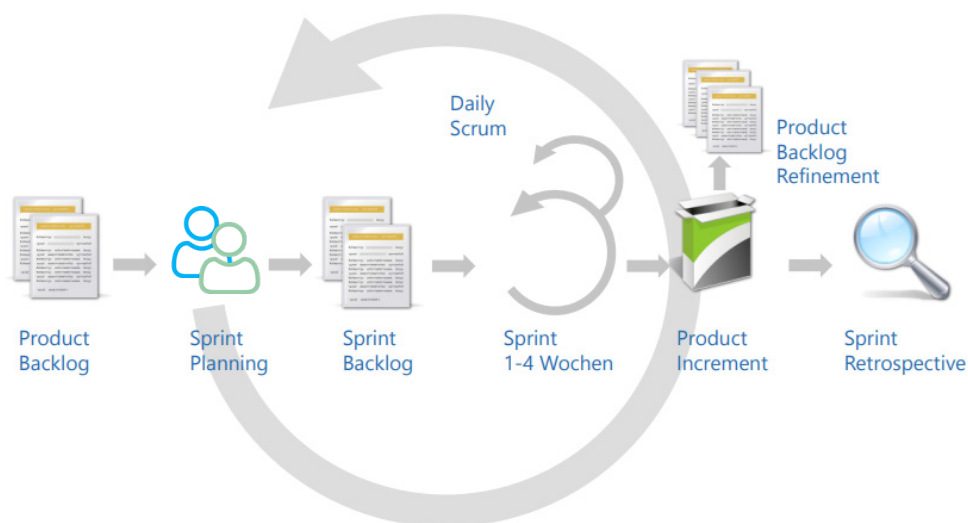 Daily
Scrum
Product
Backlog
Refinement
Product
Backlog
Sprint
Planning
Sprint
Backlog
Sprint
1-4 Wochen
Product
Increment
Sprint
Retrospective